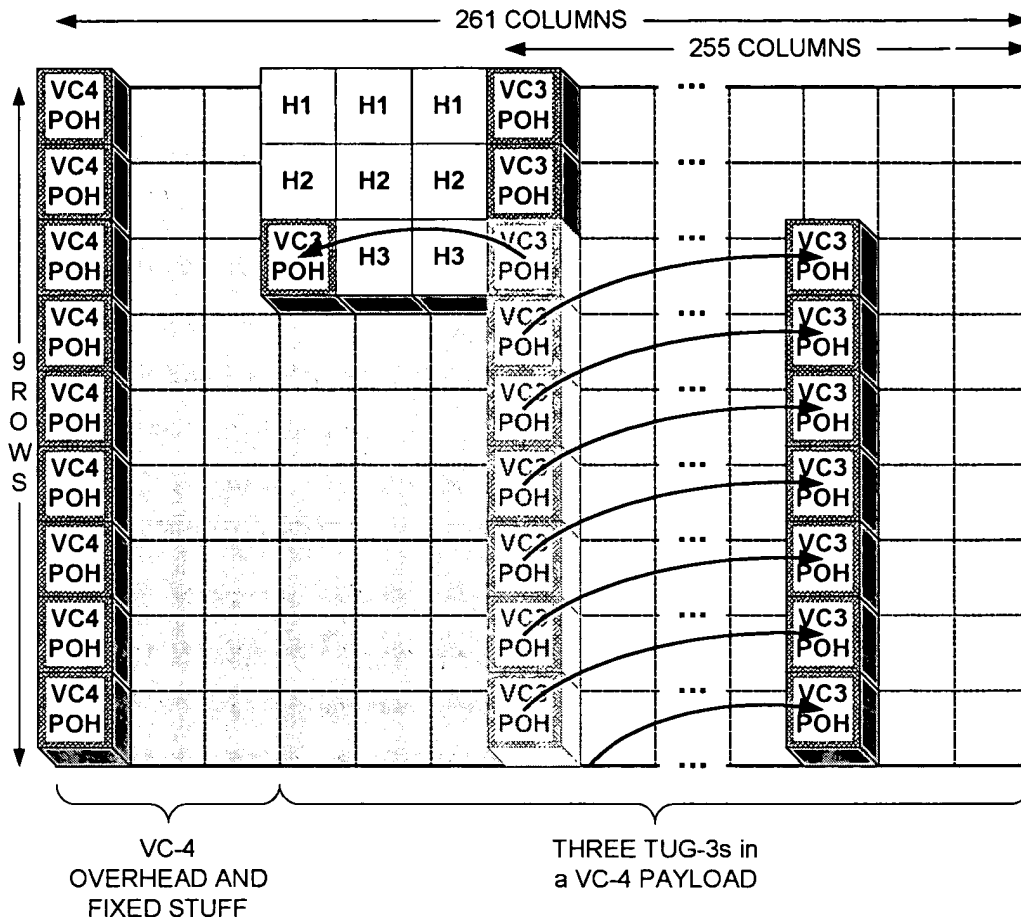 261 COLUMNS
255 COLUMNS
...
VC4 POH H1 H1 H1 VC3 POH
...
VC4 POH H2 H2 H2 VC3 POH
...
VC4 POH VC3 POH H3 H3 VC3 POH VC3 POH
...
VC4 POH VC3 POH VC3 POH
...
VC4 POH VC3 POH VC3 POH
...
VC4 POH VC3 POH VC3 POH
...
VC4 POH VC3 POH VC3 POH
...
VC4 POH VC3 POH VC3 POH
...
VC4 POH VC3 POH VC3 POH
...
9 ROWS
VC-4
OVERHEAD AND
FIXED STUFF
THREE TUG-3s in
a VC-4 PAYLOAD